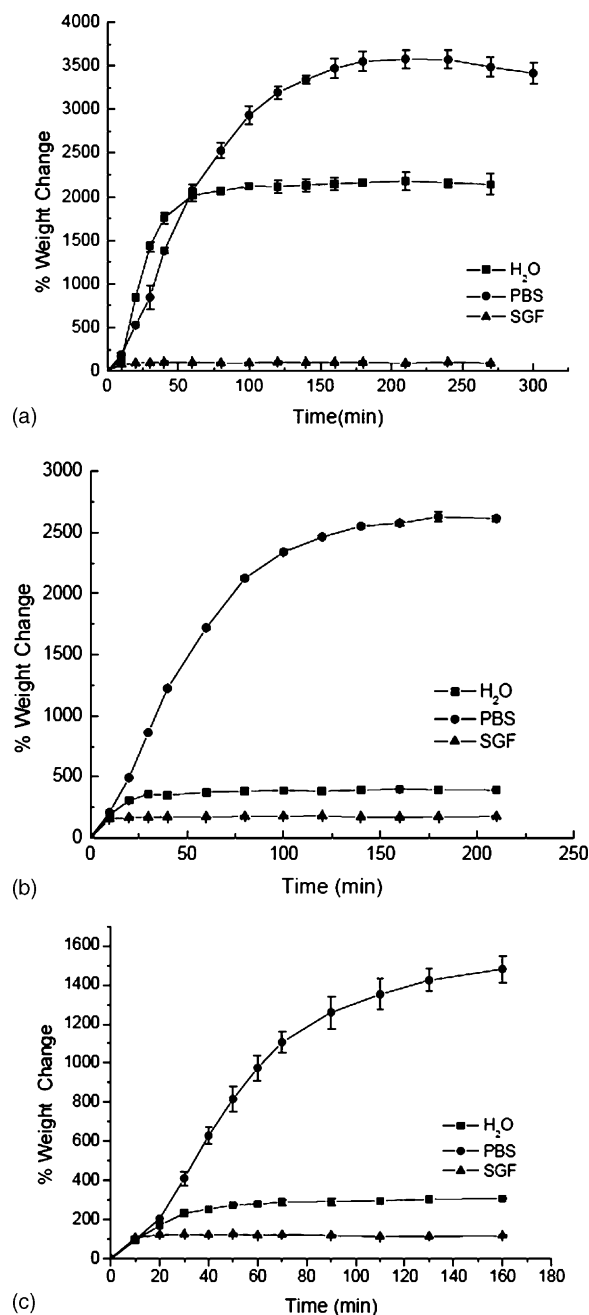 4000
3500
3000
2500
2000
1500
1000
500
0
% Weight Change
H2O
PBS
SGF
0 50 100 150 200 250 300
Time(min)
(a)
3000
2500
2000
1500
1000
500
0
% Weight Change
H2O
PBS
SGF
0 50 100 150 200 250
Time (min)
(b)
1600
1400
1200
1000
800
600
400
200
0
% Weight Change
H2O
PBS
SGF
0 20 40 60 80 100 120 140 160 180
Time (min)
(c)